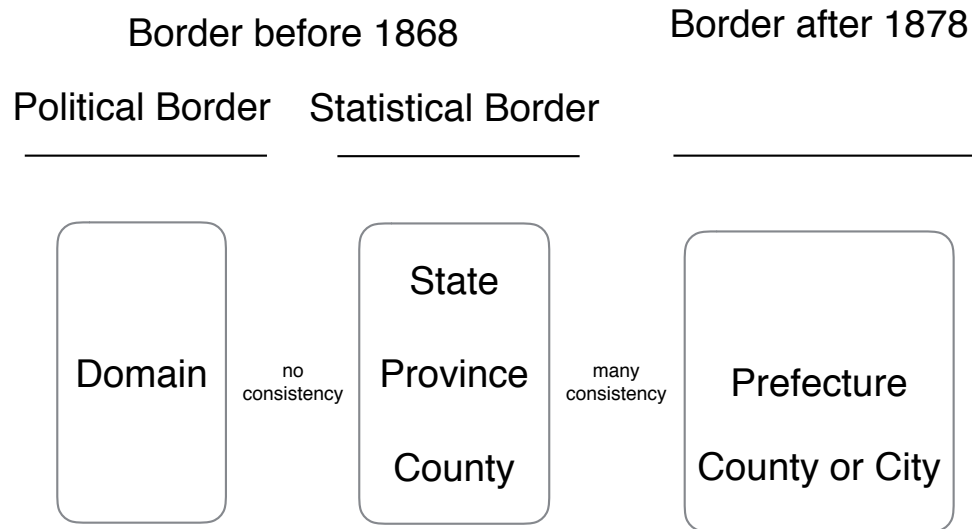 Border before 1868
Border after 1878
Political Border
Statistical Border
Domain
no
consistency
State
Province
County
many
consistency
Prefecture
County or City